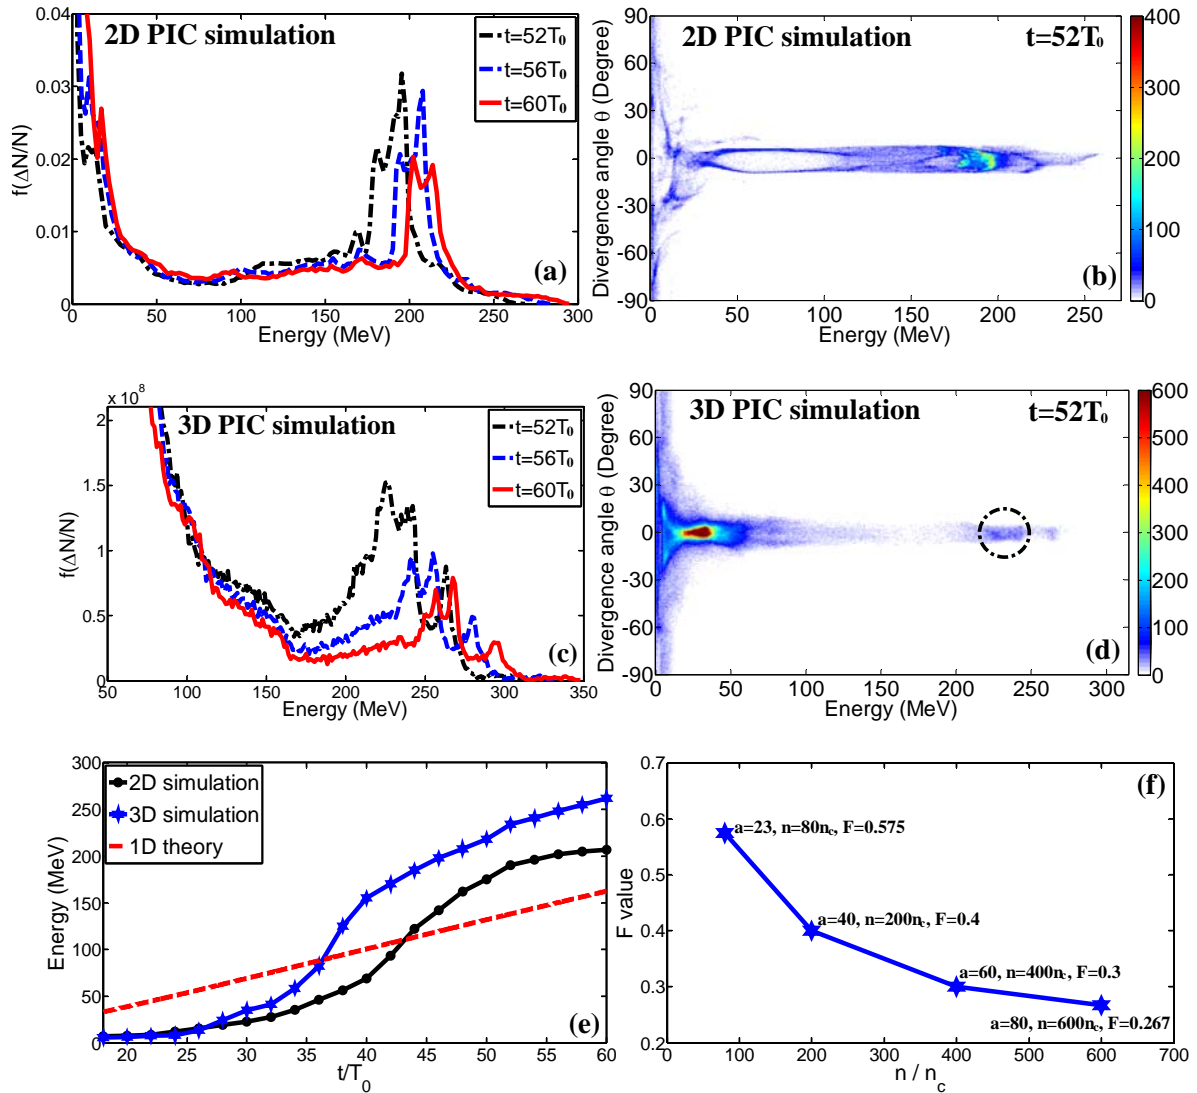 2D PIC simulation
t=52T0
t=56T0
t=60T0
f(ΔN/N)
0.04
0.03
0.02
0.01
0
0 50 100 150 200 250 300
Energy (MeV)
(a)
2D PIC simulation t=52T0
Divergence angle θ (Degree)
90
60
30
0
-30
-60
-90
0 50 100 150 200 250
Energy (MeV)
(b)
400
300
200
100
0
x 10^8
3D PIC simulation
t=52T0
t=56T0
t=60T0
f(ΔN/N)
2
1.5
1
0.5
0
50 100 150 200 250 300 350
Energy (MeV)
(c)
3D PIC simulation t=52T0
Divergence angle θ (Degree)
90
60
30
0
-30
-60
-90
0 50 100 150 200 250 300
Energy (MeV)
(d)
600
500
400
300
200
100
0
2D simulation
3D simulation
1D theory
Energy (MeV)
300
250
200
150
100
50
0
20 25 30 35 40 45 50 55 60
t/T0
(e)
F value
0.7
0.6
0.5
0.4
0.3
0.2
(f)
a=23, n=80nc, F=0.575
a=40, n=200nc, F=0.4
a=60, n=400nc, F=0.3
a=80, n=600nc, F=0.267
0 100 200 300 400 500 600 700
n / nc